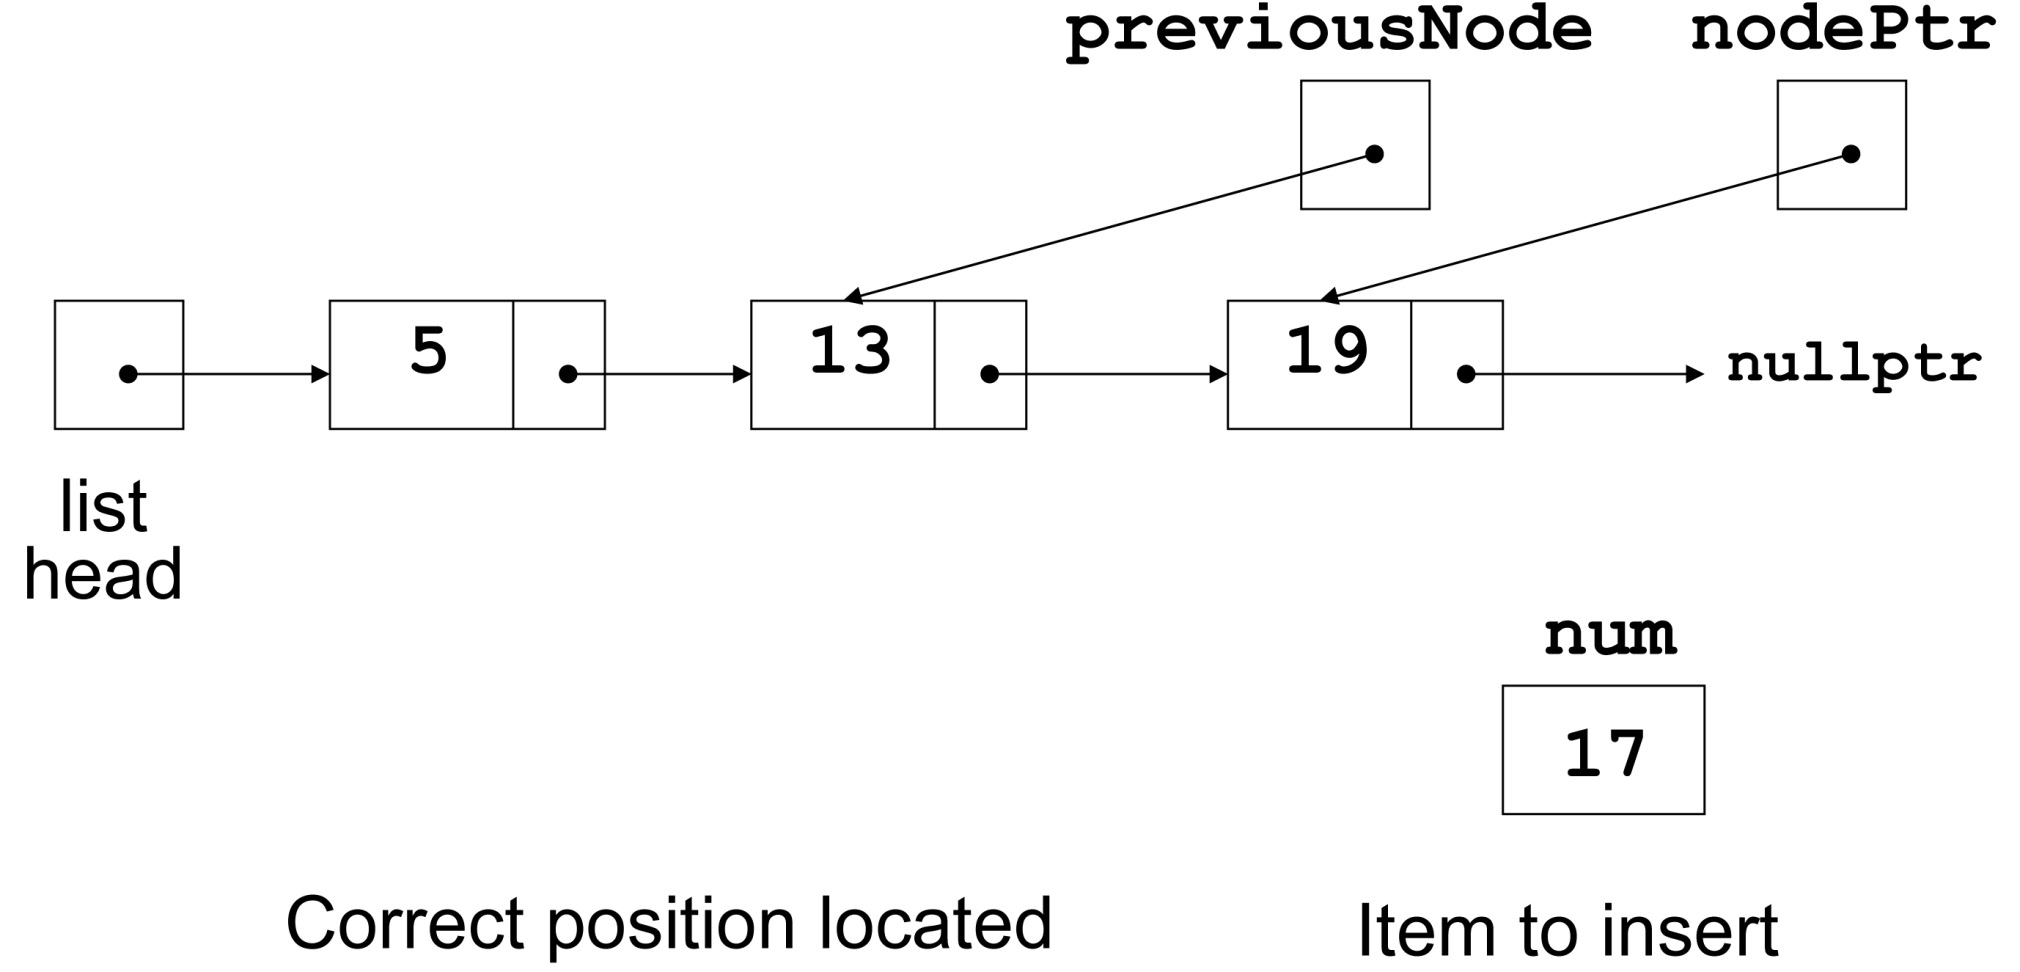 previousNode
nodePtr
5
13
19
nullptr
list
head
num
17
Correct position located
Item to insert